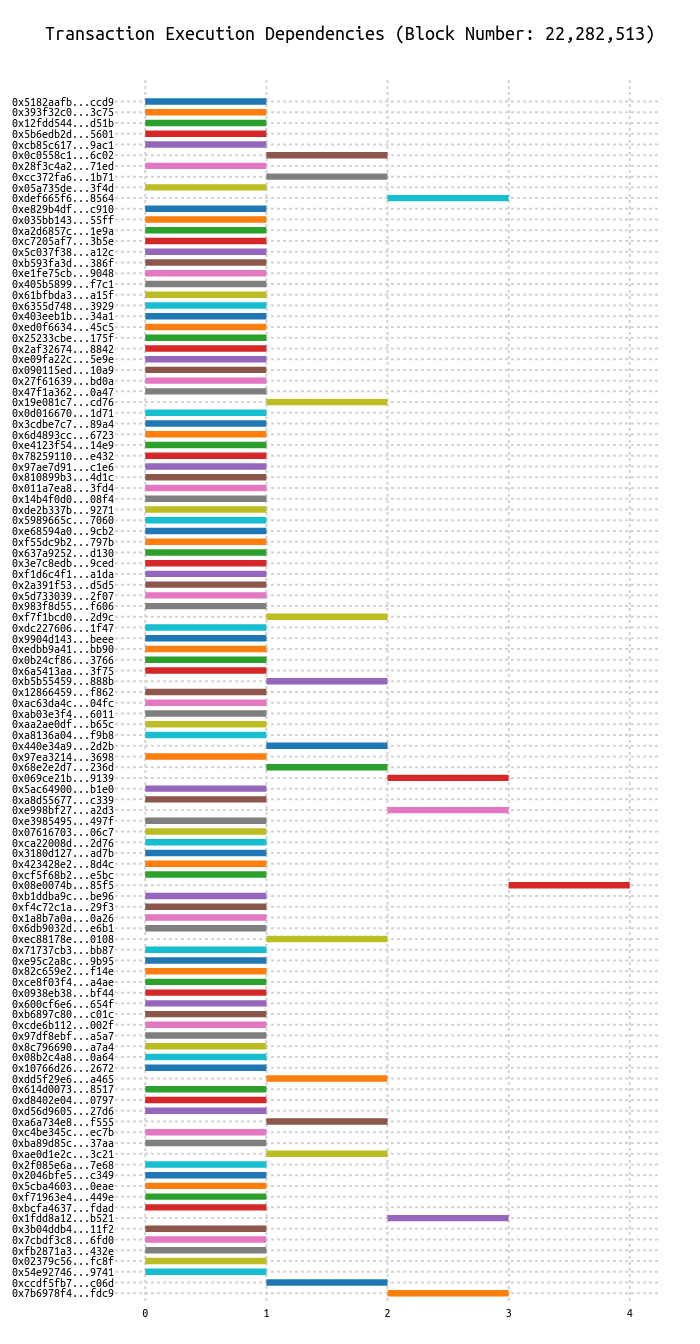 Transaction Execution Dependencies (Block Number: 22,282,513)
0x5182aafb...ccd9
0x393f32c0...3c75
0x12fdd544...d51b
0x5b6edb2d...5601
0xcb85c617...9ac1
0x0c0558c1...6c02
0x28f3c4a2...71ed
0xcc372fa6...1b71
0x05a735de...3f4d
0xdef665f6...8564
0xe829b4df...c910
0x035bb143...55ff
0xa2d6857c...1e9a
0xc7205af7...3b5e
0x5c037f38...a12c
0xb593fa3d...386f
0xe1fe75cb...9048
0x405b5899...f7c1
0x61bfbda3...a15f
0x6355d748...3929
0x403eeb1b...34a1
0xed0f6634...45c5
0x25233cbe...175f
0x2af32674...8842
0xe09fa22c...5e9e
0x090115ed...10a9
0x27f61639...bd0a
0x47f1a362...0a47
0x19e081c7...cd76
0x0d016670...1d71
0x3cdbe7c7...89a4
0x6d4893cc...6723
0xe4123f54...14e9
0x78259110...e432
0x97ae7d91...c1e6
0x810899b3...4d1c
0x011a7ea8...3fd4
0x14b4f0d0...08f4
0xde2b337b...9271
0x5989665c...7060
0xe68594a0...9cb2
0xf55dc9b2...797b
0x637a9252...d130
0x3e7c8edb...9ced
0xf1d6c4f1...a1da
0x2a391f53...d5d5
0x5d733039...2f07
0x983f8d55...f606
0xf7f1bcd0...2d9c
0xdc227606...1f47
0x9904d143...beee
0xedbb9a41...bb90
0x0b24cf86...3766
0x6a5413aa...3f75
0xb5b55459...888b
0x12866459...f862
0xac63da4c...04fc
0xab03e3f4...6011
0xaa2ae0df...b65c
0xa8136a04...f9b8
0x440e34a9...2d2b
0x97ea3214...3698
0x68e2e2d7...236d
0x069ce21b...9139
0x5ac64900...b1e0
0xa8d55677...c339
0xe998bf27...a2d3
0xe3985495...497f
0x07616703...06c7
0xca22008d...2d76
0x3180d127...ad7b
0x423428e2...8d4c
0xcf5f68b2...e5bc
0x08e0074b...85f5
0xb1ddba9c...be96
0xf4c72c1a...29f3
0x1a8b7a0a...0a26
0x6db9032d...e6b1
0xec88178e...0108
0x71737cb3...bb87
0xe95c2a8c...9b95
0x82c659e2...f14e
0xce8f03f4...a4ae
0x0938eb38...bf44
0x600cf6e6...654f
0xb6897c80...c01c
0xcde6b112...002f
0x97df8ebf...a5a7
0x8c796690...a7a4
0x08b2c4a8...0a64
0x10766d26...2672
0xdd5f29e6...a465
0x614d0073...8517
0xd8402e04...0797
0xd56d9605...27d6
0xa6a734e8...f555
0xc4be345c...ec7b
0xba89d85c...37aa
0xae0d1e2c...3c21
0x2f085e6a...7e68
0x2046bfe5...c349
0x5cba4603...0eae
0xf71963e4...449e
0xbcfa4637...fdad
0x1fdd8a12...b521
0x3b04ddb4...11f2
0x7cbdf3c8...6fd0
0xfb2871a3...432e
0x02379c56...fc8f
0x54e92746...9741
0xccdf5fb7...c06d
0x7b6978f4...fdc9
0 1 2 3 4